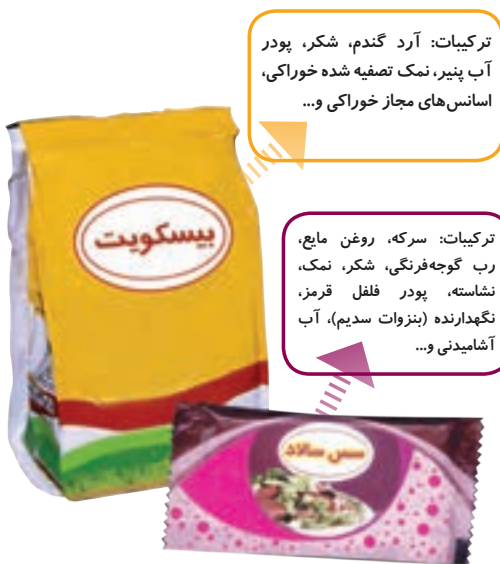 ترکیبات: آرد گندم، شکر، پودر
آب پنیر، نمک تصفیه شده خوراکی،
اسانس‌های مجاز خوراکی و...
بیسکویت
ترکیبات: سرکه، روغن مایع،
رب گوجه‌فرنگی، شکر، نمک،
نشاسته، پودر فلفل قرمز،
نگهدارنده (بنزوات سدیم)، آب
آشامیدنی و...
سس سالاد